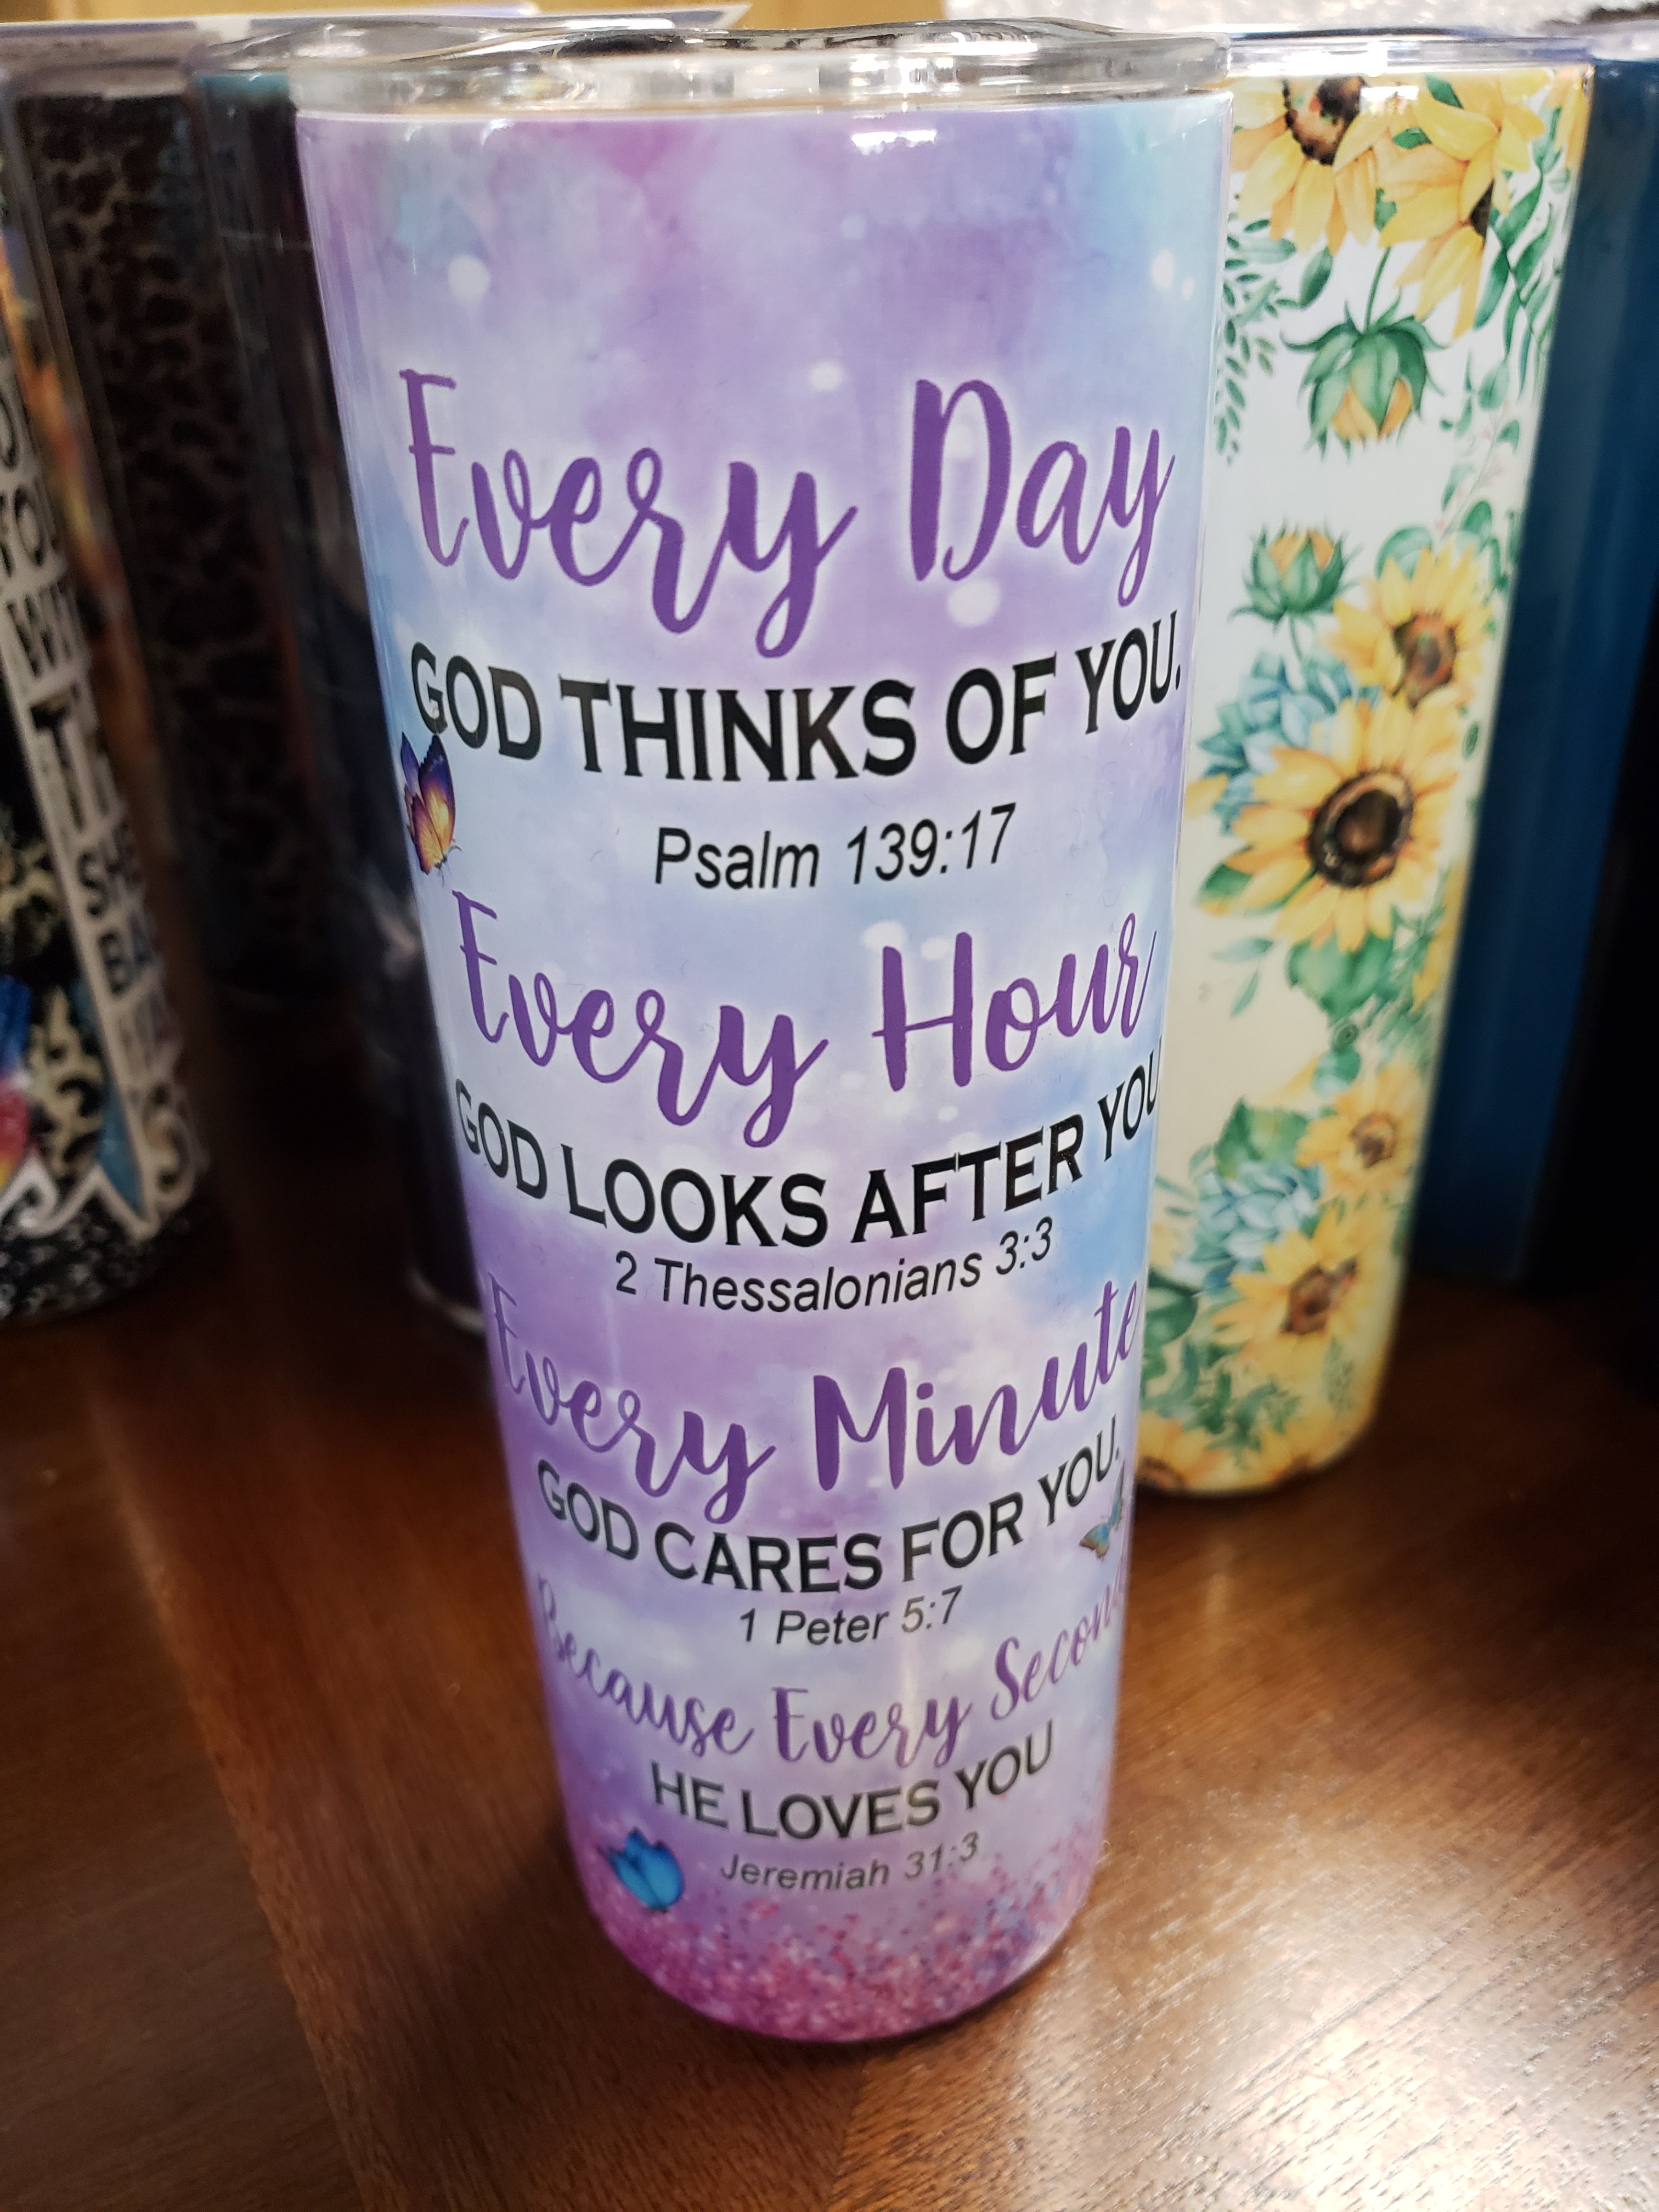 Every Day
GOD THINKS OF YOU.
Psalm 139:17
Every Hour
GOD LOOKS AFTER YOU
2 Thessalonians 3:3
Every Minute
GOD CARES FOR YOU.
1 Peter 5:7
Because Every Second
HE LOVES YOU
Jeremiah 31:3